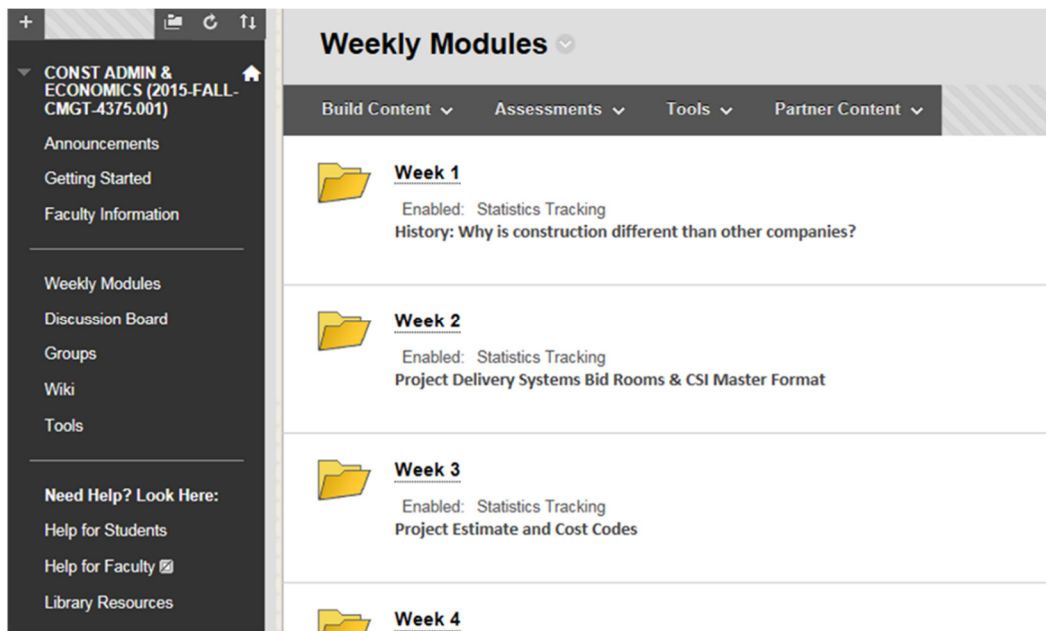 CONST ADMIN &
ECONOMICS (2015-FALL-
CMGT-4375.001)
Announcements
Getting Started
Faculty Information
Weekly Modules
Discussion Board
Groups
Wiki
Tools
Need Help? Look Here:
Help for Students
Help for Faculty
Library Resources
Weekly Modules
Build Content
Assessments
Tools
Partner Content
Week 1
Enabled: Statistics Tracking
History: Why is construction different than other companies?
Week 2
Enabled: Statistics Tracking
Project Delivery Systems Bid Rooms & CSI Master Format
Week 3
Enabled: Statistics Tracking
Project Estimate and Cost Codes
Week 4